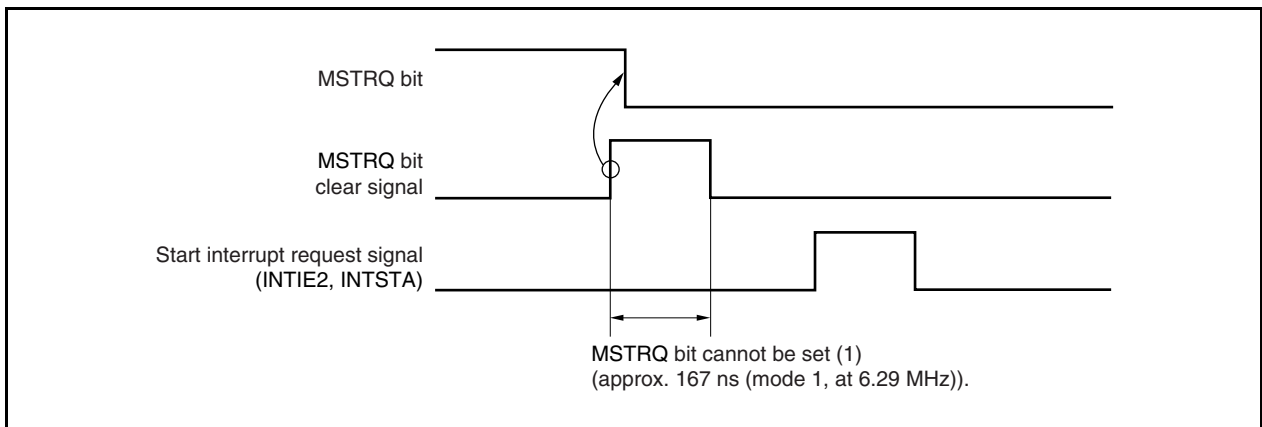 MSTRQ bit
MSTRQ bit
clear signal
Start interrupt request signal
(INTIE2, INTSTA)
MSTRQ bit cannot be set (1)
(approx. 167 ns (mode 1, at 6.29 MHz)).